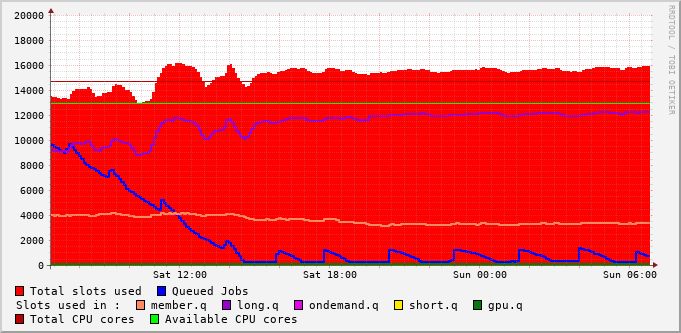 20000
18000
16000
14000
12000
10000
8000
6000
4000
2000
0
Sat 12:00 Sat 18:00 Sun 00:00 Sun 06:00
RRDTOOL / TOBI OETIKER
Total slots used Queued Jobs
Slots used in : member.q long.q ondemand.q short.q gpu.q
Total CPU cores Available CPU cores